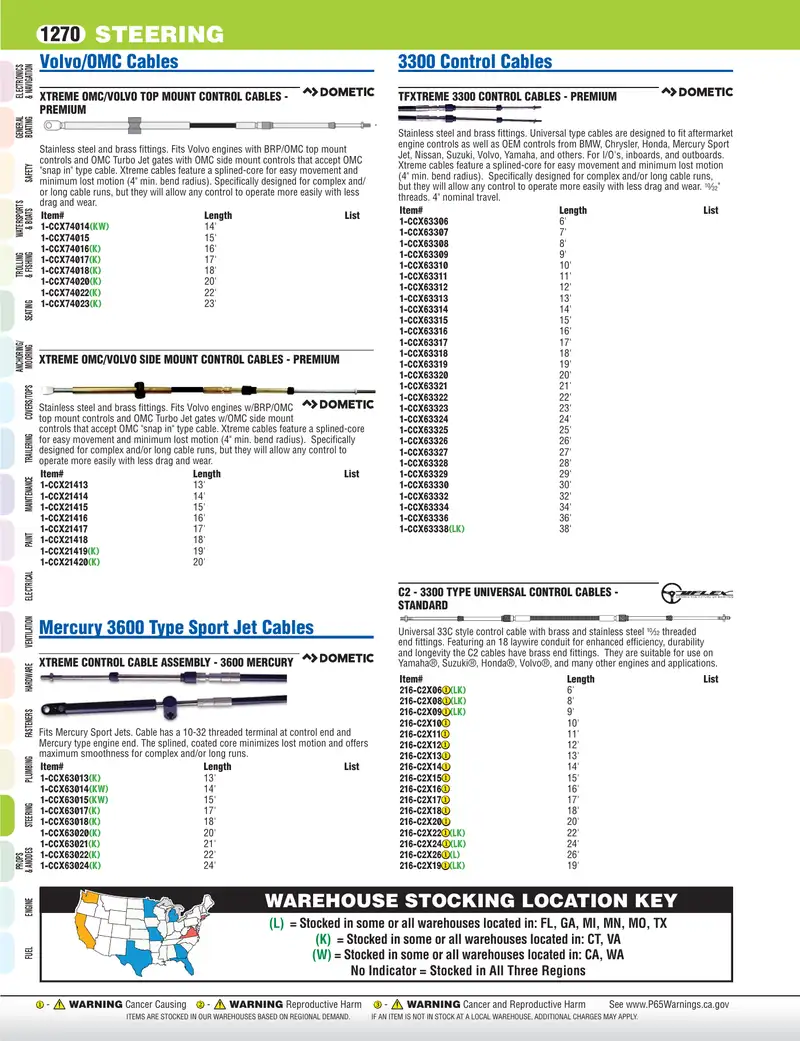 1270 STEERING
ELECTRONICS
& NAVIGATION
GENERAL
BOATING
SAFETY
WATERSPORTS
& BOATS
TROLLING
& FISHING
SEATING
ANCHORING/
MOORING
COVERS/TOPS
TRAILERING
MAINTENANCE
PAINT
ELECTRICAL
VENTILATION
HARDWARE
FASTENERS
PLUMBING
STEERING
PROPS
& ANODES
ENGINE
FUEL
Volvo/OMC Cables
XTREME OMC/VOLVO TOP MOUNT CONTROL CABLES -
PREMIUM
DOMETIC
Stainless steel and brass fittings. Fits Volvo engines with BRP/OMC top mount
controls and OMC Turbo Jet gates with OMC side mount controls that accept OMC
"snap in" type cable. Xtreme cables feature a splined-core for easy movement and
minimum lost motion (4" min. bend radius). Specifically designed for complex and/
or long cable runs, but they will allow any control to operate more easily with less
drag and wear.
Item# Length List
1-CCX74014(KW) 14'
1-CCX74015 15'
1-CCX74016(K) 16'
1-CCX74017(K) 17'
1-CCX74018(K) 18'
1-CCX74020(K) 20'
1-CCX74022(K) 22'
1-CCX74023(K) 23'
XTREME OMC/VOLVO SIDE MOUNT CONTROL CABLES - PREMIUM
DOMETIC
Stainless steel and brass fittings. Fits Volvo engines w/BRP/OMC
top mount controls and OMC Turbo Jet gates w/OMC side mount
controls that accept OMC "snap in" type cable. Xtreme cables feature a splined-core
for easy movement and minimum lost motion (4" min. bend radius). Specifically
designed for complex and/or long cable runs, but they will allow any control to
operate more easily with less drag and wear.
Item# Length List
1-CCX21413 13'
1-CCX21414 14'
1-CCX21415 15'
1-CCX21416 16'
1-CCX21417 17'
1-CCX21418 18'
1-CCX21419(K) 19'
1-CCX21420(K) 20'
Mercury 3600 Type Sport Jet Cables
XTREME CONTROL CABLE ASSEMBLY - 3600 MERCURY
DOMETIC
Fits Mercury Sport Jets. Cable has a 10-32 threaded terminal at control end and
Mercury type engine end. The splined, coated core minimizes lost motion and offers
maximum smoothness for complex and/or long runs.
Item# Length List
1-CCX63013(K) 13'
1-CCX63014(KW) 14'
1-CCX63015(KW) 15'
1-CCX63017(K) 17'
1-CCX63018(K) 18'
1-CCX63020(K) 20'
1-CCX63021(K) 21'
1-CCX63022(K) 22'
1-CCX63024(K) 24'
3300 Control Cables
TFXTREME 3300 CONTROL CABLES - PREMIUM
DOMETIC
Stainless steel and brass fittings. Universal type cables are designed to fit aftermarket
engine controls as well as OEM controls from BMW, Chrysler, Honda, Mercury Sport
Jet, Nissan, Suzuki, Volvo, Yamaha, and others. For I/O's, inboards, and outboards.
Xtreme cables feature a splined-core for easy movement and minimum lost motion
(4" min. bend radius). Specifically designed for complex and/or long cable runs,
but they will allow any control to operate more easily with less drag and wear. 10/32"
threads. 4" nominal travel.
Item# Length List
1-CCX63306 6'
1-CCX63307 7'
1-CCX63308 8'
1-CCX63309 9'
1-CCX63310 10'
1-CCX63311 11'
1-CCX63312 12'
1-CCX63313 13'
1-CCX63314 14'
1-CCX63315 15'
1-CCX63316 16'
1-CCX63317 17'
1-CCX63318 18'
1-CCX63319 19'
1-CCX63320 20'
1-CCX63321 21'
1-CCX63322 22'
1-CCX63323 23'
1-CCX63324 24'
1-CCX63325 25'
1-CCX63326 26'
1-CCX63327 27'
1-CCX63328 28'
1-CCX63329 29'
1-CCX63330 30'
1-CCX63332 32'
1-CCX63334 34'
1-CCX63336 36'
1-CCX63338(LK) 38'
C2 - 3300 TYPE UNIVERSAL CONTROL CABLES -
STANDARD
UFLEX
Universal 33C style control cable with brass and stainless steel 10/32 threaded
end fittings. Featuring an 18 laywire conduit for enhanced efficiency, durability
and longevity the C2 cables have brass end fittings. They are suitable for use on
Yamaha®, Suzuki®, Honda®, Volvo®, and many other engines and applications.
Item# Length List
216-C2X06 1 (LK) 6'
216-C2X08 1 (LK) 8'
216-C2X09 1 (LK) 9'
216-C2X10 1 10'
216-C2X11 1 11'
216-C2X12 1 12'
216-C2X13 1 13'
216-C2X14 1 14'
216-C2X15 1 15'
216-C2X16 1 16'
216-C2X17 1 17'
216-C2X18 1 18'
216-C2X20 1 20'
216-C2X22 1 (LK) 22'
216-C2X24 1 (LK) 24'
216-C2X26 1 (L) 26'
216-C2X19 1 (LK) 19'
WAREHOUSE STOCKING LOCATION KEY
(L) = Stocked in some or all warehouses located in: FL, GA, MI, MN, MO, TX
(K) = Stocked in some or all warehouses located in: CT, VA
(W) = Stocked in some or all warehouses located in: CA, WA
No Indicator = Stocked in All Three Regions
1 - WARNING Cancer Causing 2 - WARNING Reproductive Harm 3 - WARNING Cancer and Reproductive Harm See www.P65Warnings.ca.gov
ITEMS ARE STOCKED IN OUR WAREHOUSES BASED ON REGIONAL DEMAND. IF AN ITEM IS NOT IN STOCK AT A LOCAL WAREHOUSE, ADDITIONAL CHARGES MAY APPLY.